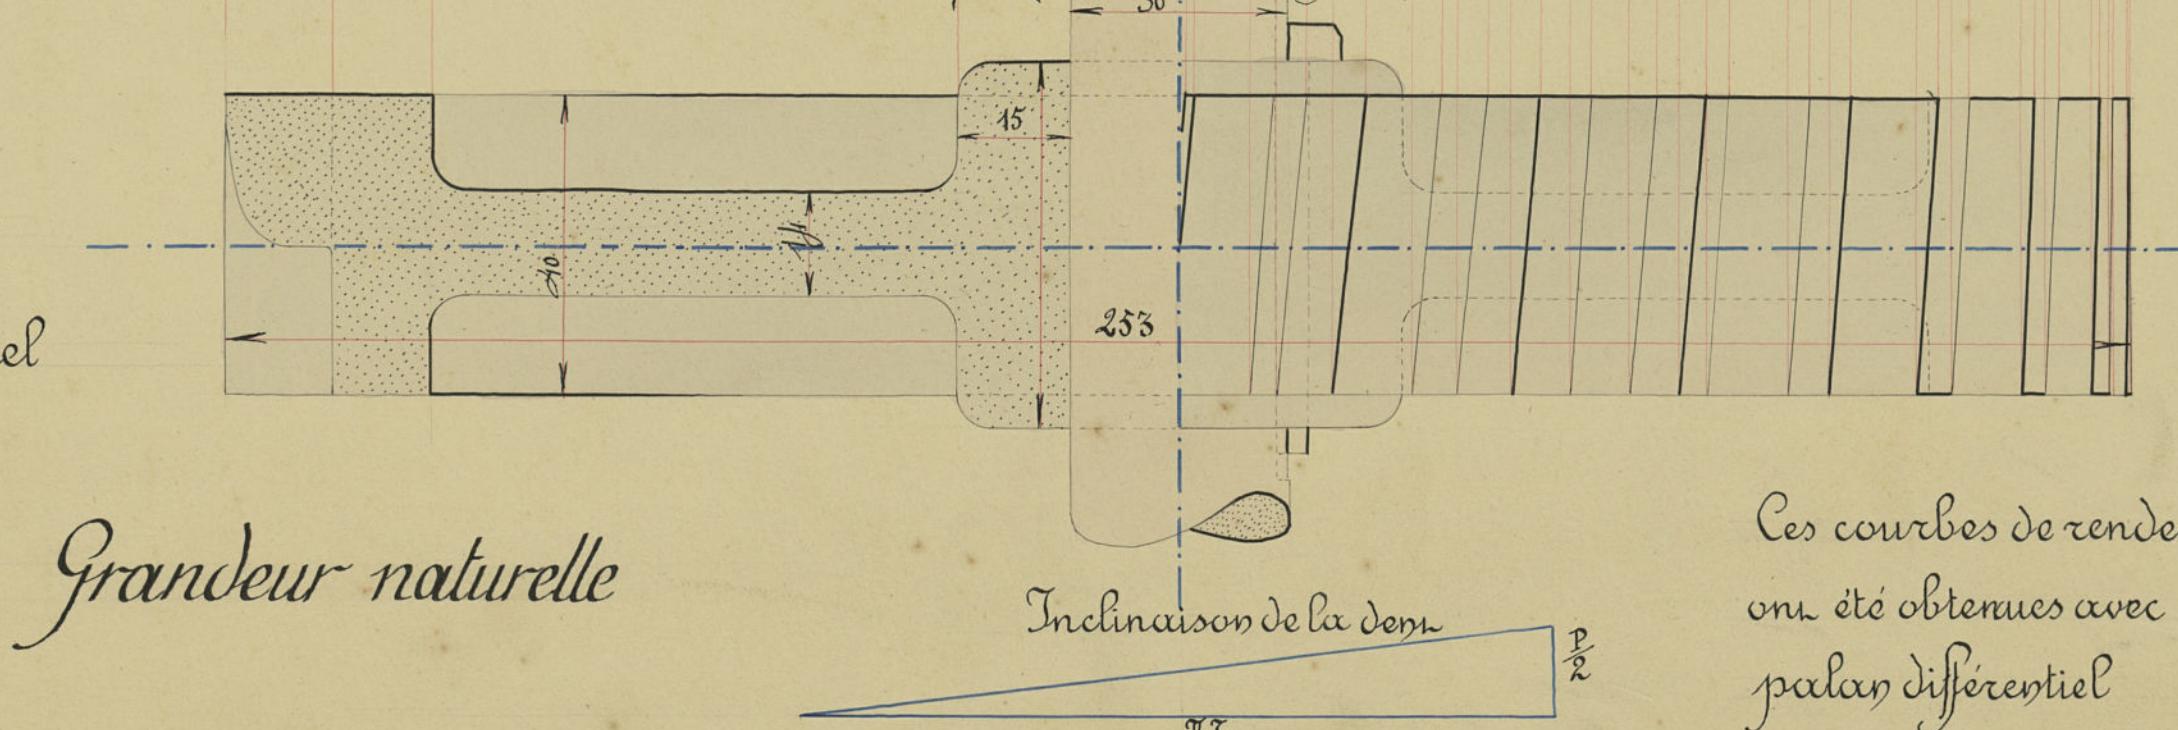 15
14
40
253
el
Grandeur naturelle
Inclinaison de la dent
P
2
Ces courbes de rende
ont été obtenues avec
palan différentiel